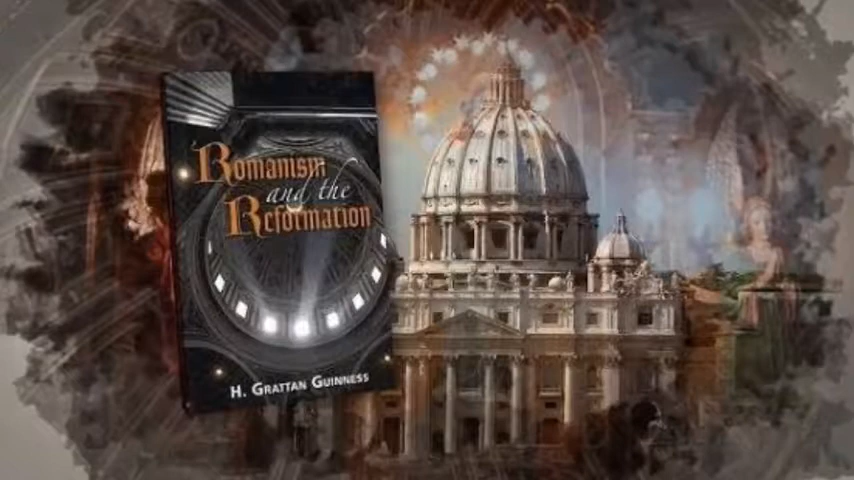 Romanism
and the
Reformation
H. Grattan Guinness